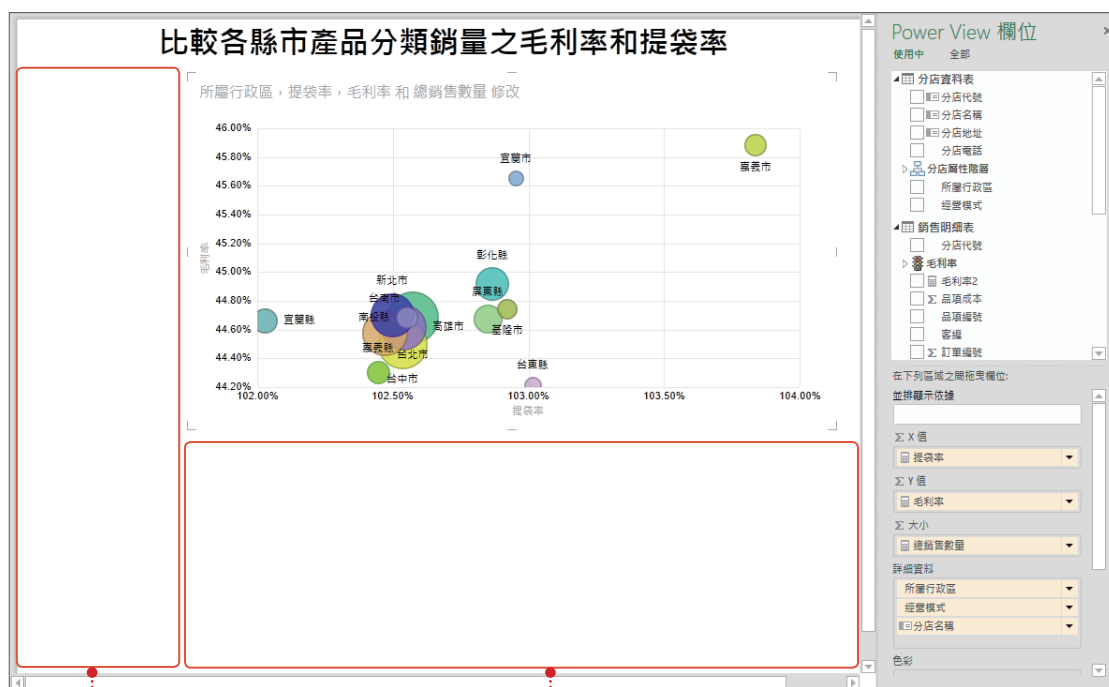 比較各縣市產品分類銷量之毛利率和提袋率
所屬行政區，提袋率，毛利率 和 總銷售數量 修改
46.00%
45.80%
45.60%
45.40%
45.20%
45.00%
44.80%
44.60%
44.40%
44.20%
毛利率
宜蘭市
嘉義市
彰化縣
新北市
廣東縣
台南市
宜蘭縣
南投縣
高雄市
基隆市
嘉義縣
台北市
台東縣
台中市
102.00%
102.50%
103.00%
103.50%
104.00%
提袋率
Power View 欄位
使用中 全部
分店資料表
分店代號
分店名稱
分店地址
分店電話
分店屬性階層
所屬行政區
經營模式
銷售明細表
分店代號
毛利率
毛利率2
Σ 品項成本
品項編號
客編
Σ 訂單編號
在下列區域之間拖曳欄位:
並排顯示依據
Σ X 值
提袋率
Σ Y 值
毛利率
Σ 大小
總銷售數量
詳細資料
所屬行政區
經營模式
分店名稱
色彩